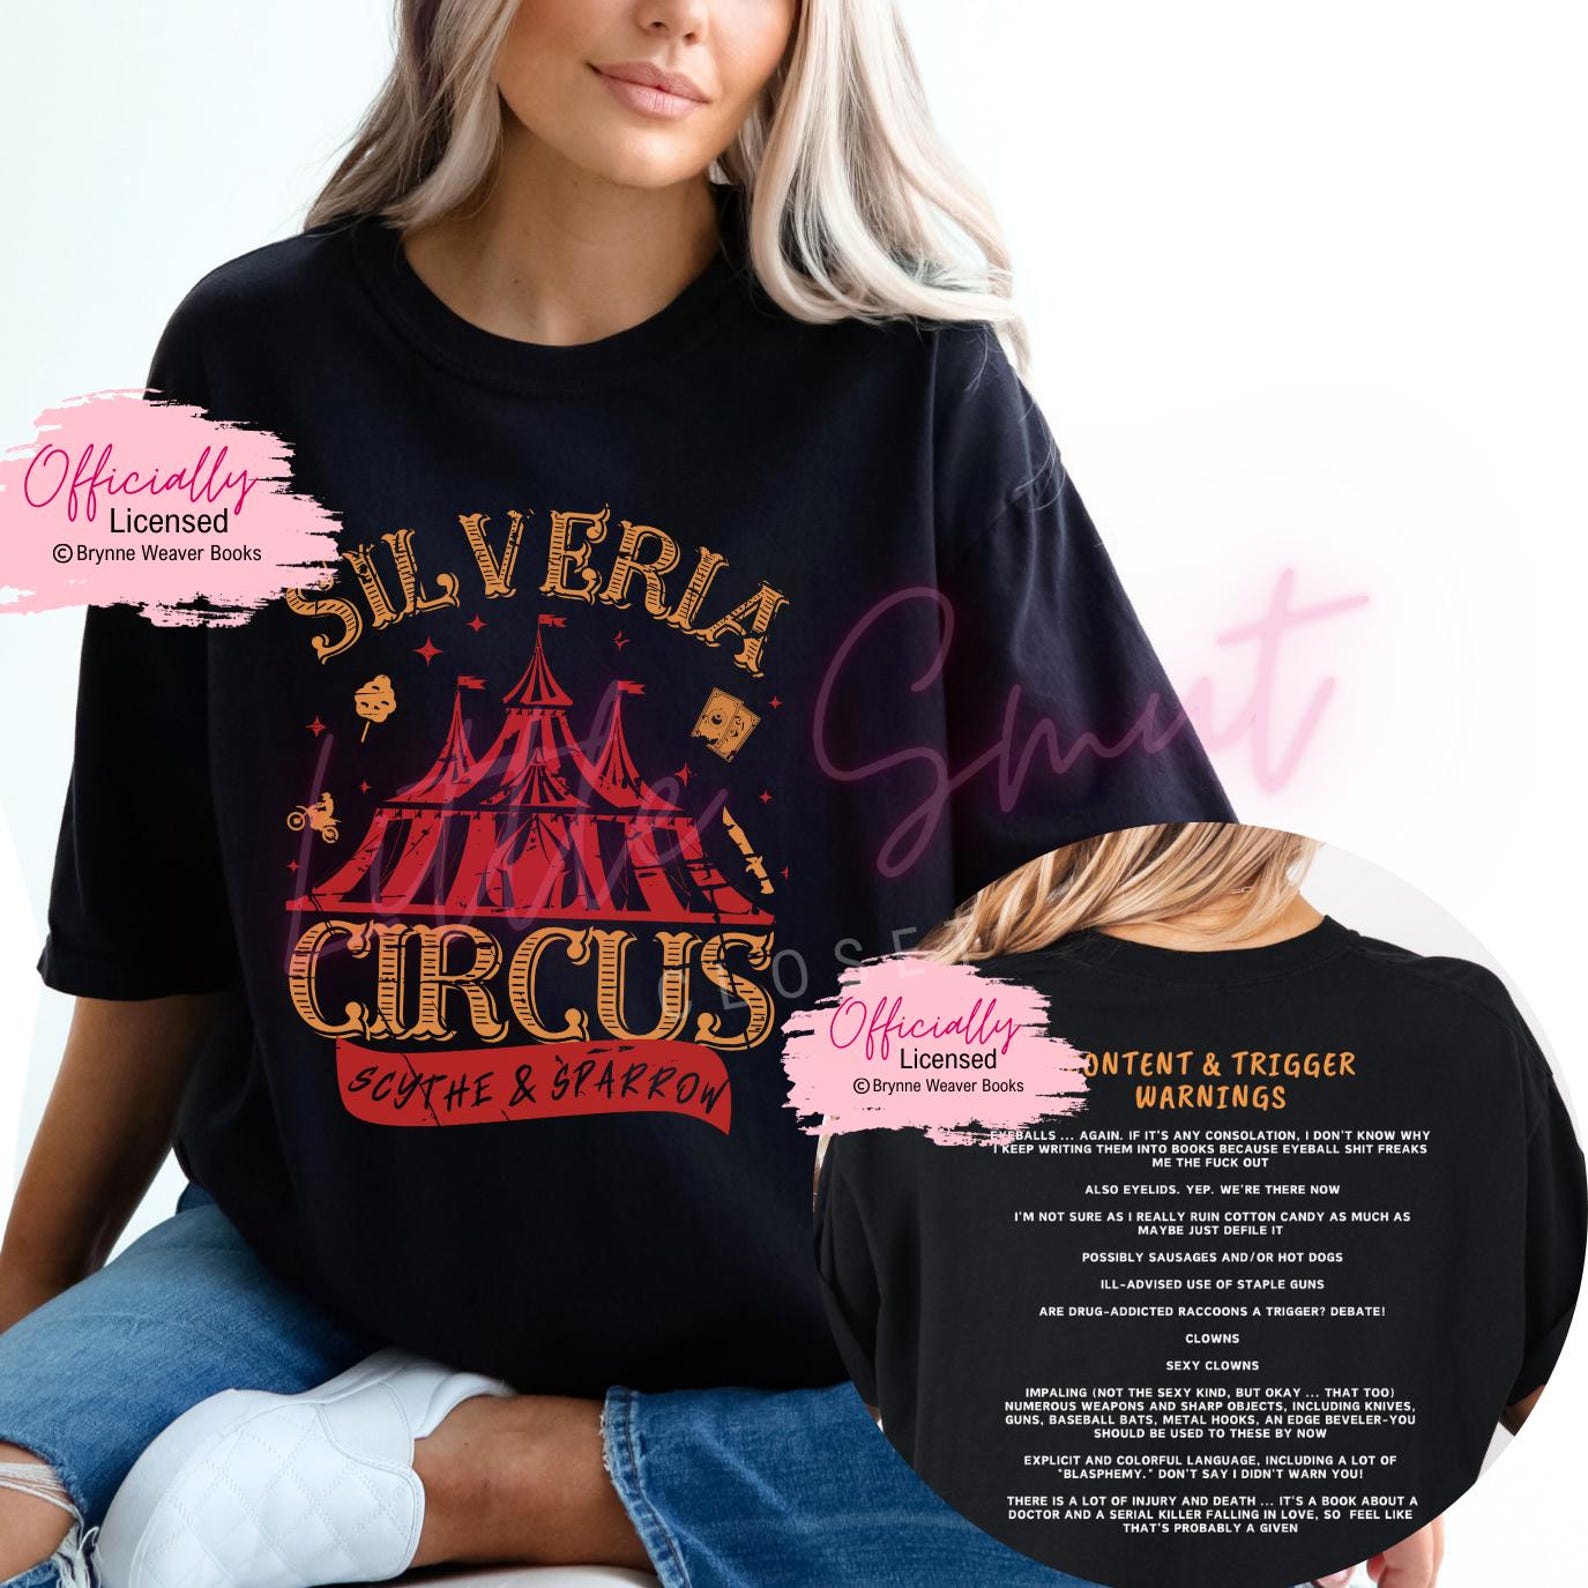 Officially
Licensed
© Brynne Weaver Books
SILVERIA
CIRCUS
SCYTHE & SPARROW
Little Smut
CLOSET
Officially
Licensed
© Brynne Weaver Books
CONTENT & TRIGGER
WARNINGS
EYEBALLS ... AGAIN. IF IT'S ANY CONSOLATION, I DON'T KNOW WHY
I KEEP WRITING THEM INTO BOOKS BECAUSE EYEBALL SHIT FREAKS
ME THE FUCK OUT
ALSO EYELIDS. YEP. WE'RE THERE NOW
I'M NOT SURE AS I REALLY RUIN COTTON CANDY AS MUCH AS
MAYBE JUST DEFILE IT
POSSIBLY SAUSAGES AND/OR HOT DOGS
ILL-ADVISED USE OF STAPLE GUNS
ARE DRUG-ADDICTED RACCOONS A TRIGGER? DEBATE!
CLOWNS
SEXY CLOWNS
IMPALING (NOT THE SEXY KIND, BUT OKAY ... THAT TOO)
NUMEROUS WEAPONS AND SHARP OBJECTS, INCLUDING KNIVES,
GUNS, BASEBALL BATS, METAL HOOKS, AN EDGE BEVELER-YOU
SHOULD BE USED TO THESE BY NOW
EXPLICIT AND COLORFUL LANGUAGE, INCLUDING A LOT OF
"BLASPHEMY." DON'T SAY I DIDN'T WARN YOU!
THERE IS A LOT OF INJURY AND DEATH ... IT'S A BOOK ABOUT A
DOCTOR AND A SERIAL KILLER FALLING IN LOVE, SO FEEL LIKE
THAT'S PROBABLY A GIVEN